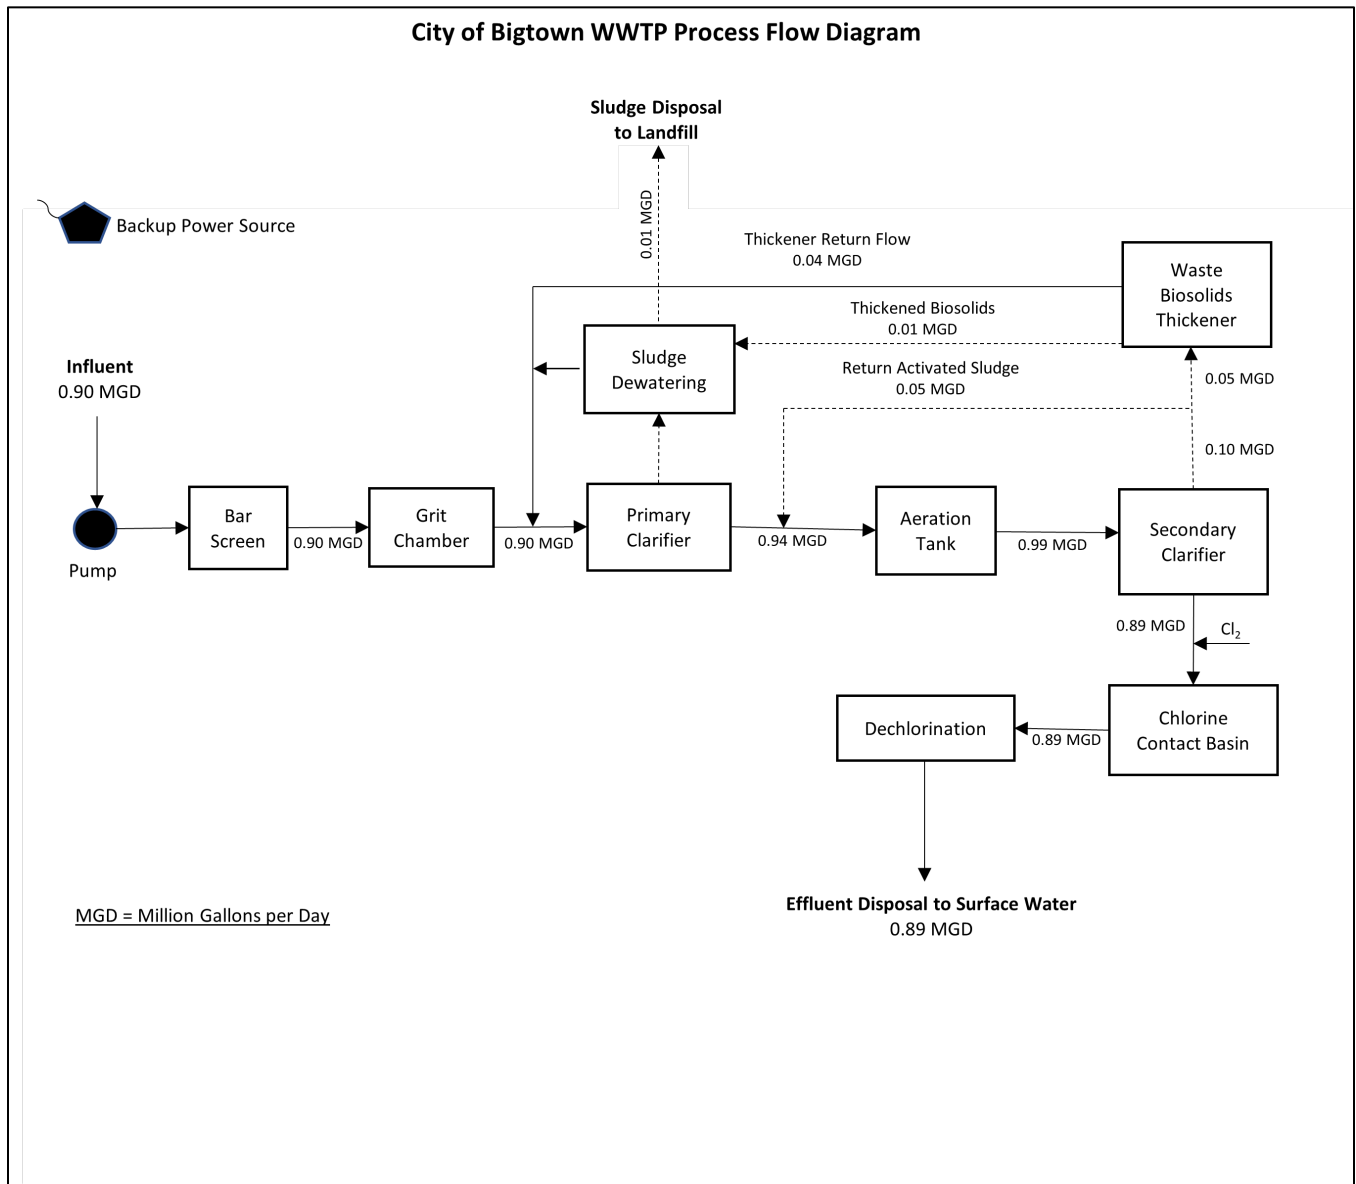 City of Bigtown WWTP Process Flow Diagram
Sludge Disposal
to Landfill
0.01 MGD
Backup Power Source
Thickener Return Flow
0.04 MGD
Waste
Biosolids
Thickener
Thickened Biosolids
0.01 MGD
Sludge
Dewatering
Return Activated Sludge
0.05 MGD
0.05 MGD
0.10 MGD
Influent
0.90 MGD
Pump
Bar
Screen
0.90 MGD
Grit
Chamber
0.90 MGD
Primary
Clarifier
0.94 MGD
Aeration
Tank
0.99 MGD
Secondary
Clarifier
0.89 MGD
Cl₂
Chlorine
Contact Basin
0.89 MGD
Dechlorination
Effluent Disposal to Surface Water
0.89 MGD
MGD = Million Gallons per Day